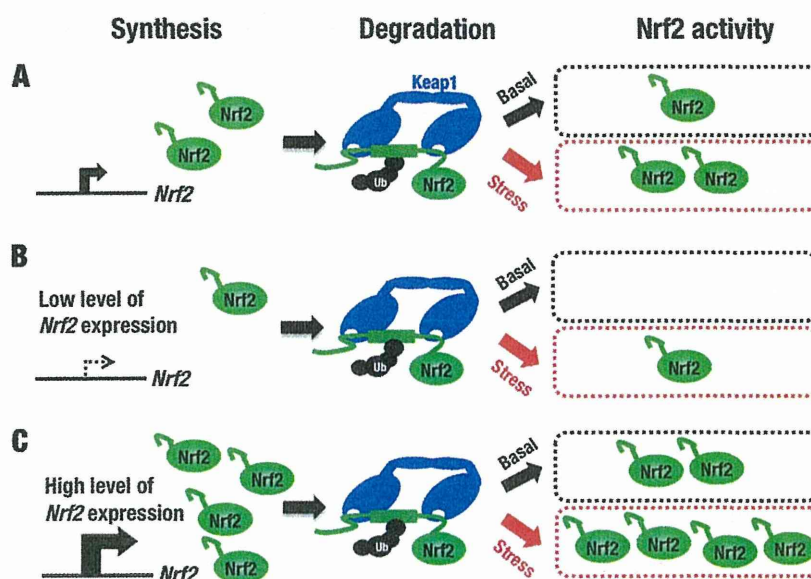 Synthesis Degradation Nrf2 activity
A
Keap1
Nrf2
Nrf2
Nrf2
Ub
Nrf2
Basal
Stress
Nrf2
Nrf2 Nrf2
B
Low level of
Nrf2 expression
Nrf2
Nrf2
Ub
Nrf2
Basal
Stress
Nrf2
C
High level of
Nrf2 expression
Nrf2
Nrf2
Nrf2
Nrf2
Nrf2
Ub
Nrf2
Basal
Stress
Nrf2 Nrf2
Nrf2 Nrf2 Nrf2 Nrf2